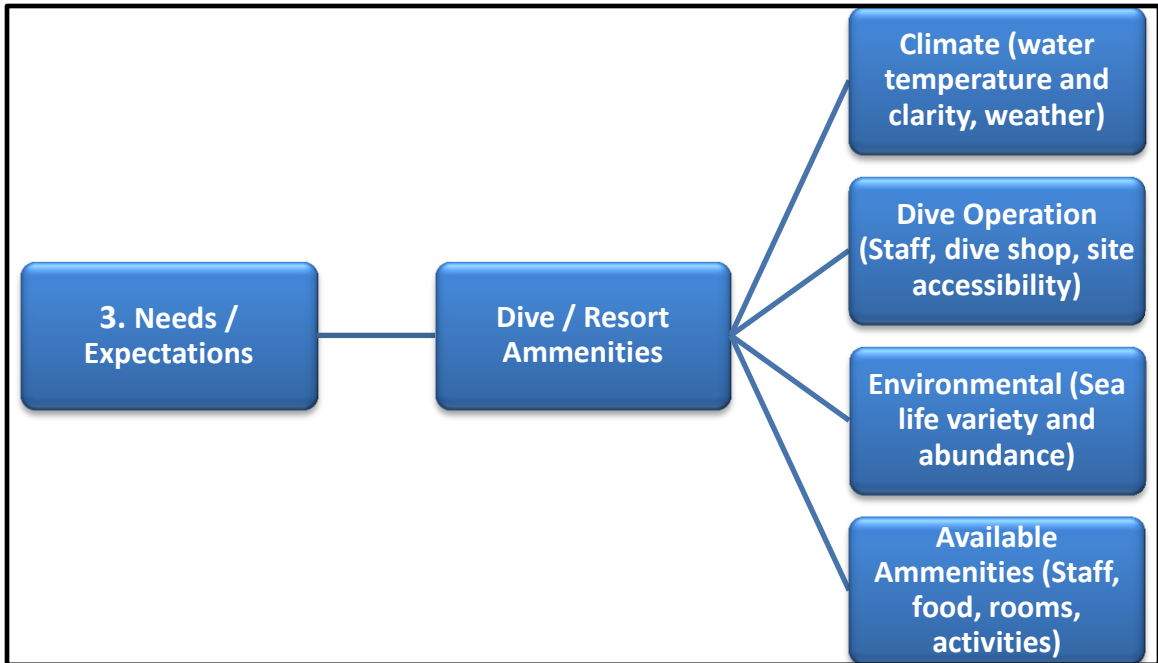 3. Needs /
Expectations
Dive / Resort
Ammenities
Climate (water
temperature and
clarity, weather)
Dive Operation
(Staff, dive shop, site
accessibility)
Environmental (Sea
life variety and
abundance)
Available
Ammenities (Staff,
food, rooms,
activities)